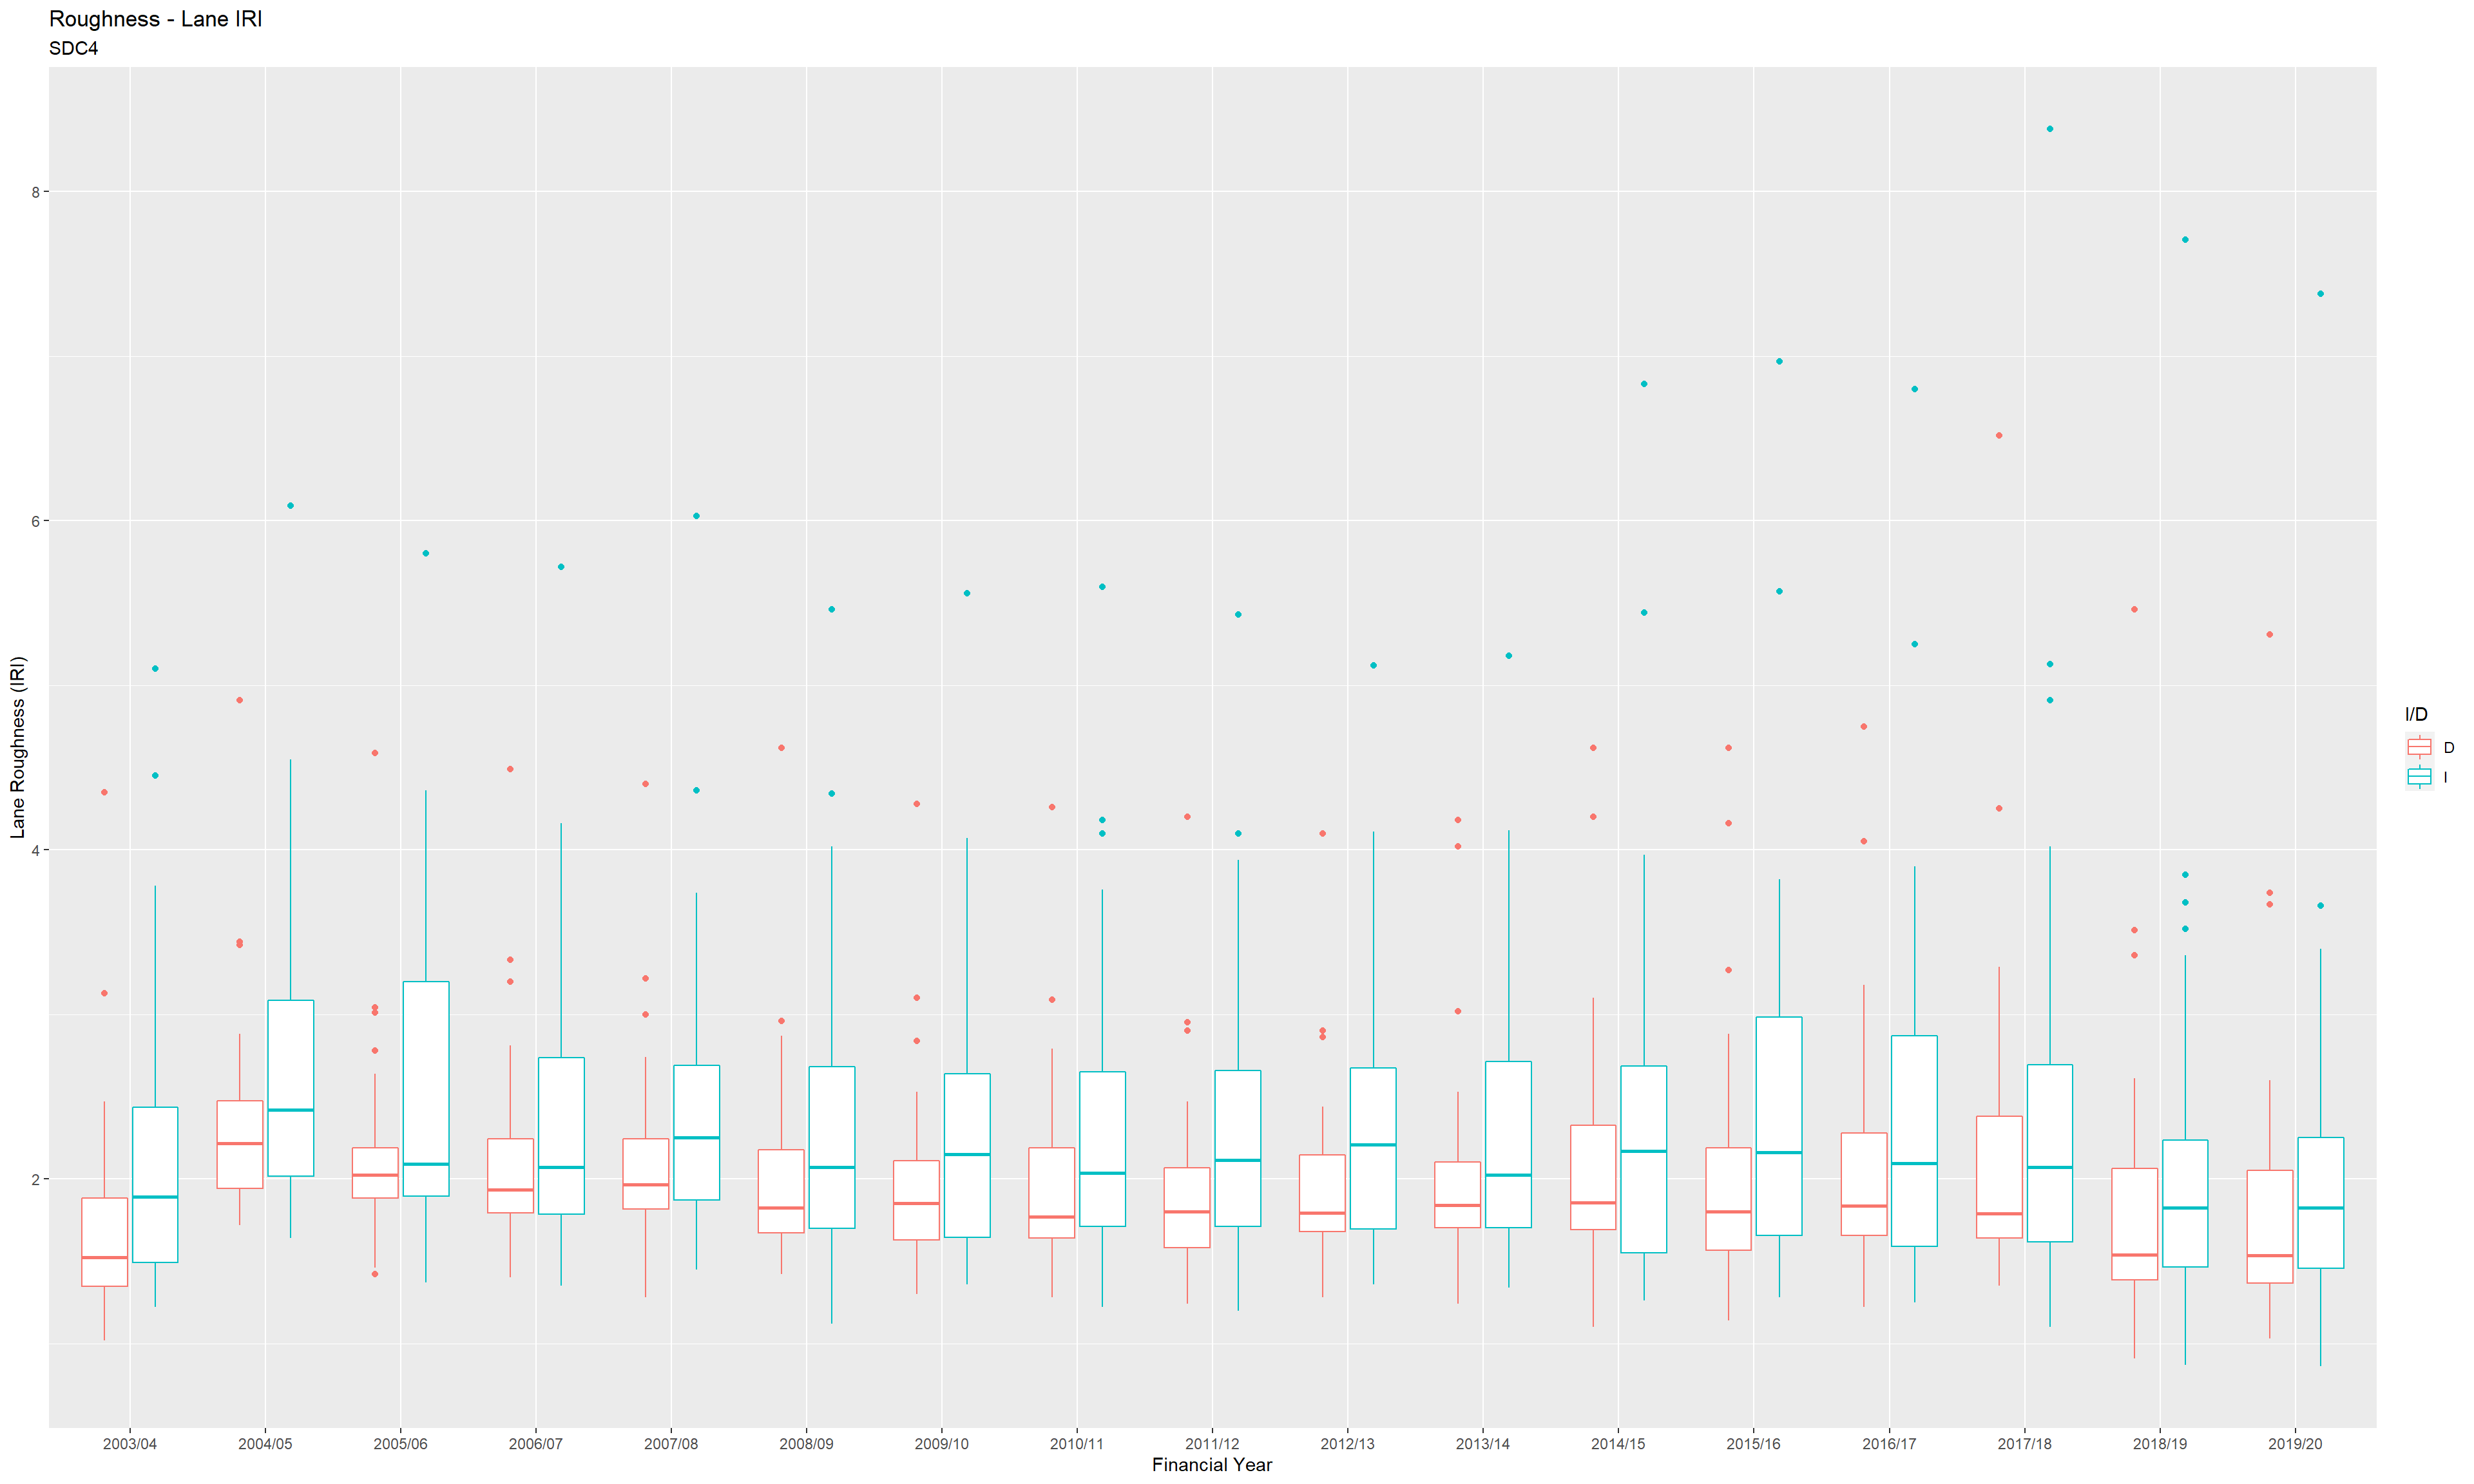 Roughness - Lane IRI
SDC4
Lane Roughness (IRI)
8
6
4
2
2003/04 2004/05 2005/06 2006/07 2007/08 2008/09 2009/10 2010/11 2011/12 2012/13 2013/14 2014/15 2015/16 2016/17 2017/18 2018/19 2019/20
Financial Year
I/D
D
I